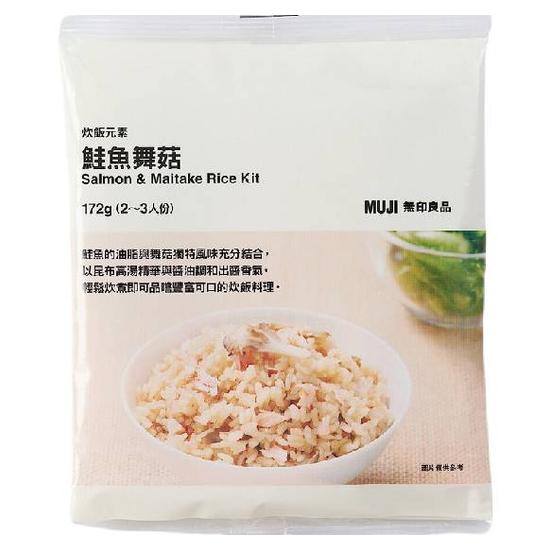 炊飯元素
鮭魚舞菇
Salmon & Maitake Rice Kit
172g (2～3人份)
MUJI 無印良品
鮭魚的油脂與舞菇獨特風味充分結合，
以昆布高湯精華與醬油調和出醬香氣，
輕鬆炊煮即可品嚐豐富可口的炊飯料理。
圖片僅供參考